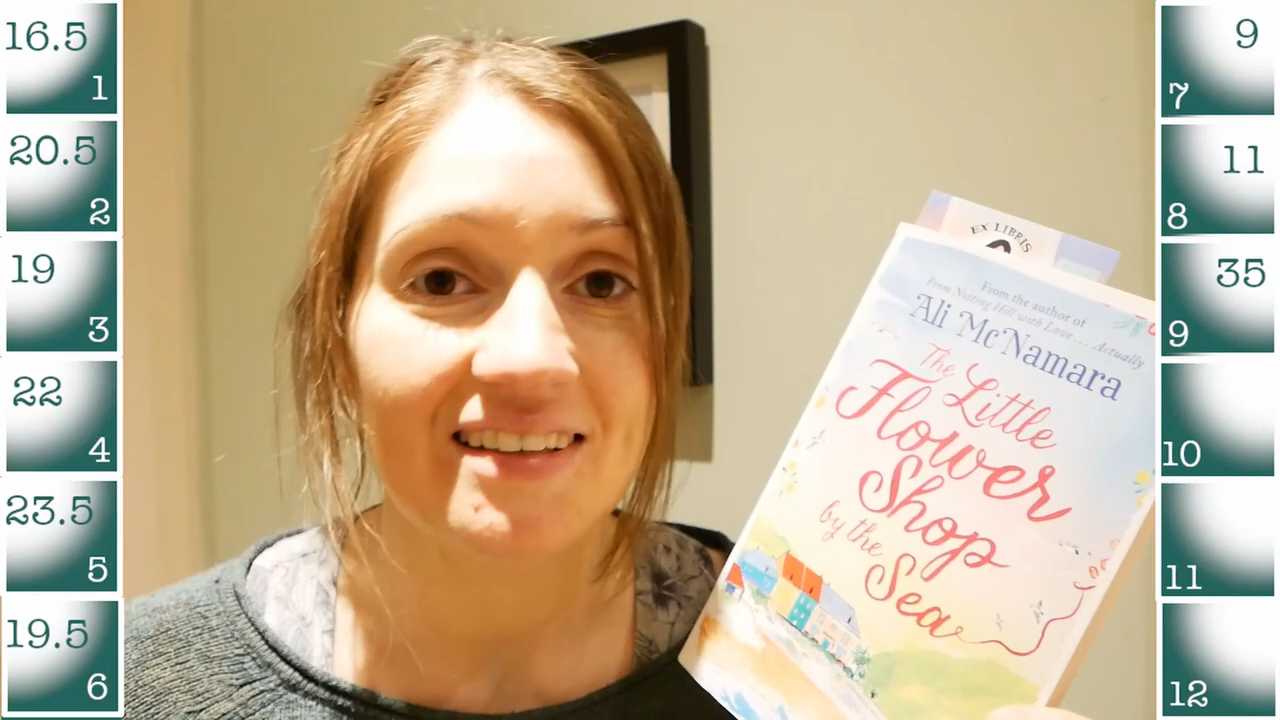 16.5
1
20.5
2
19
3
22
4
23.5
5
19.5
6
EX LIBRIS
From the author of
From Notting Hill with Love... Actually
Ali McNamara
The Little
Flower
Shop
by the
Sea
9
7
11
8
35
9
10
11
12